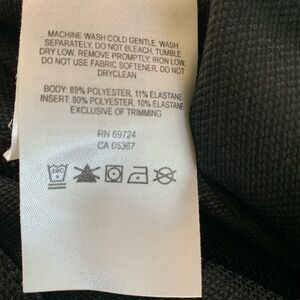 MACHINE WASH COLD GENTLE, WASH
SEPARATELY, DO NOT BLEACH, TUMBLE
DRY LOW, REMOVE PROMPTLY, IRON LOW,
DO NOT USE FABRIC SOFTENER, DO NOT
DRYCLEAN
BODY: 89% POLYESTER, 11% ELASTANE
INSERT: 90% POLYESTER, 10% ELASTANE
EXCLUSIVE OF TRIMMING
RN 69724
CA 05367